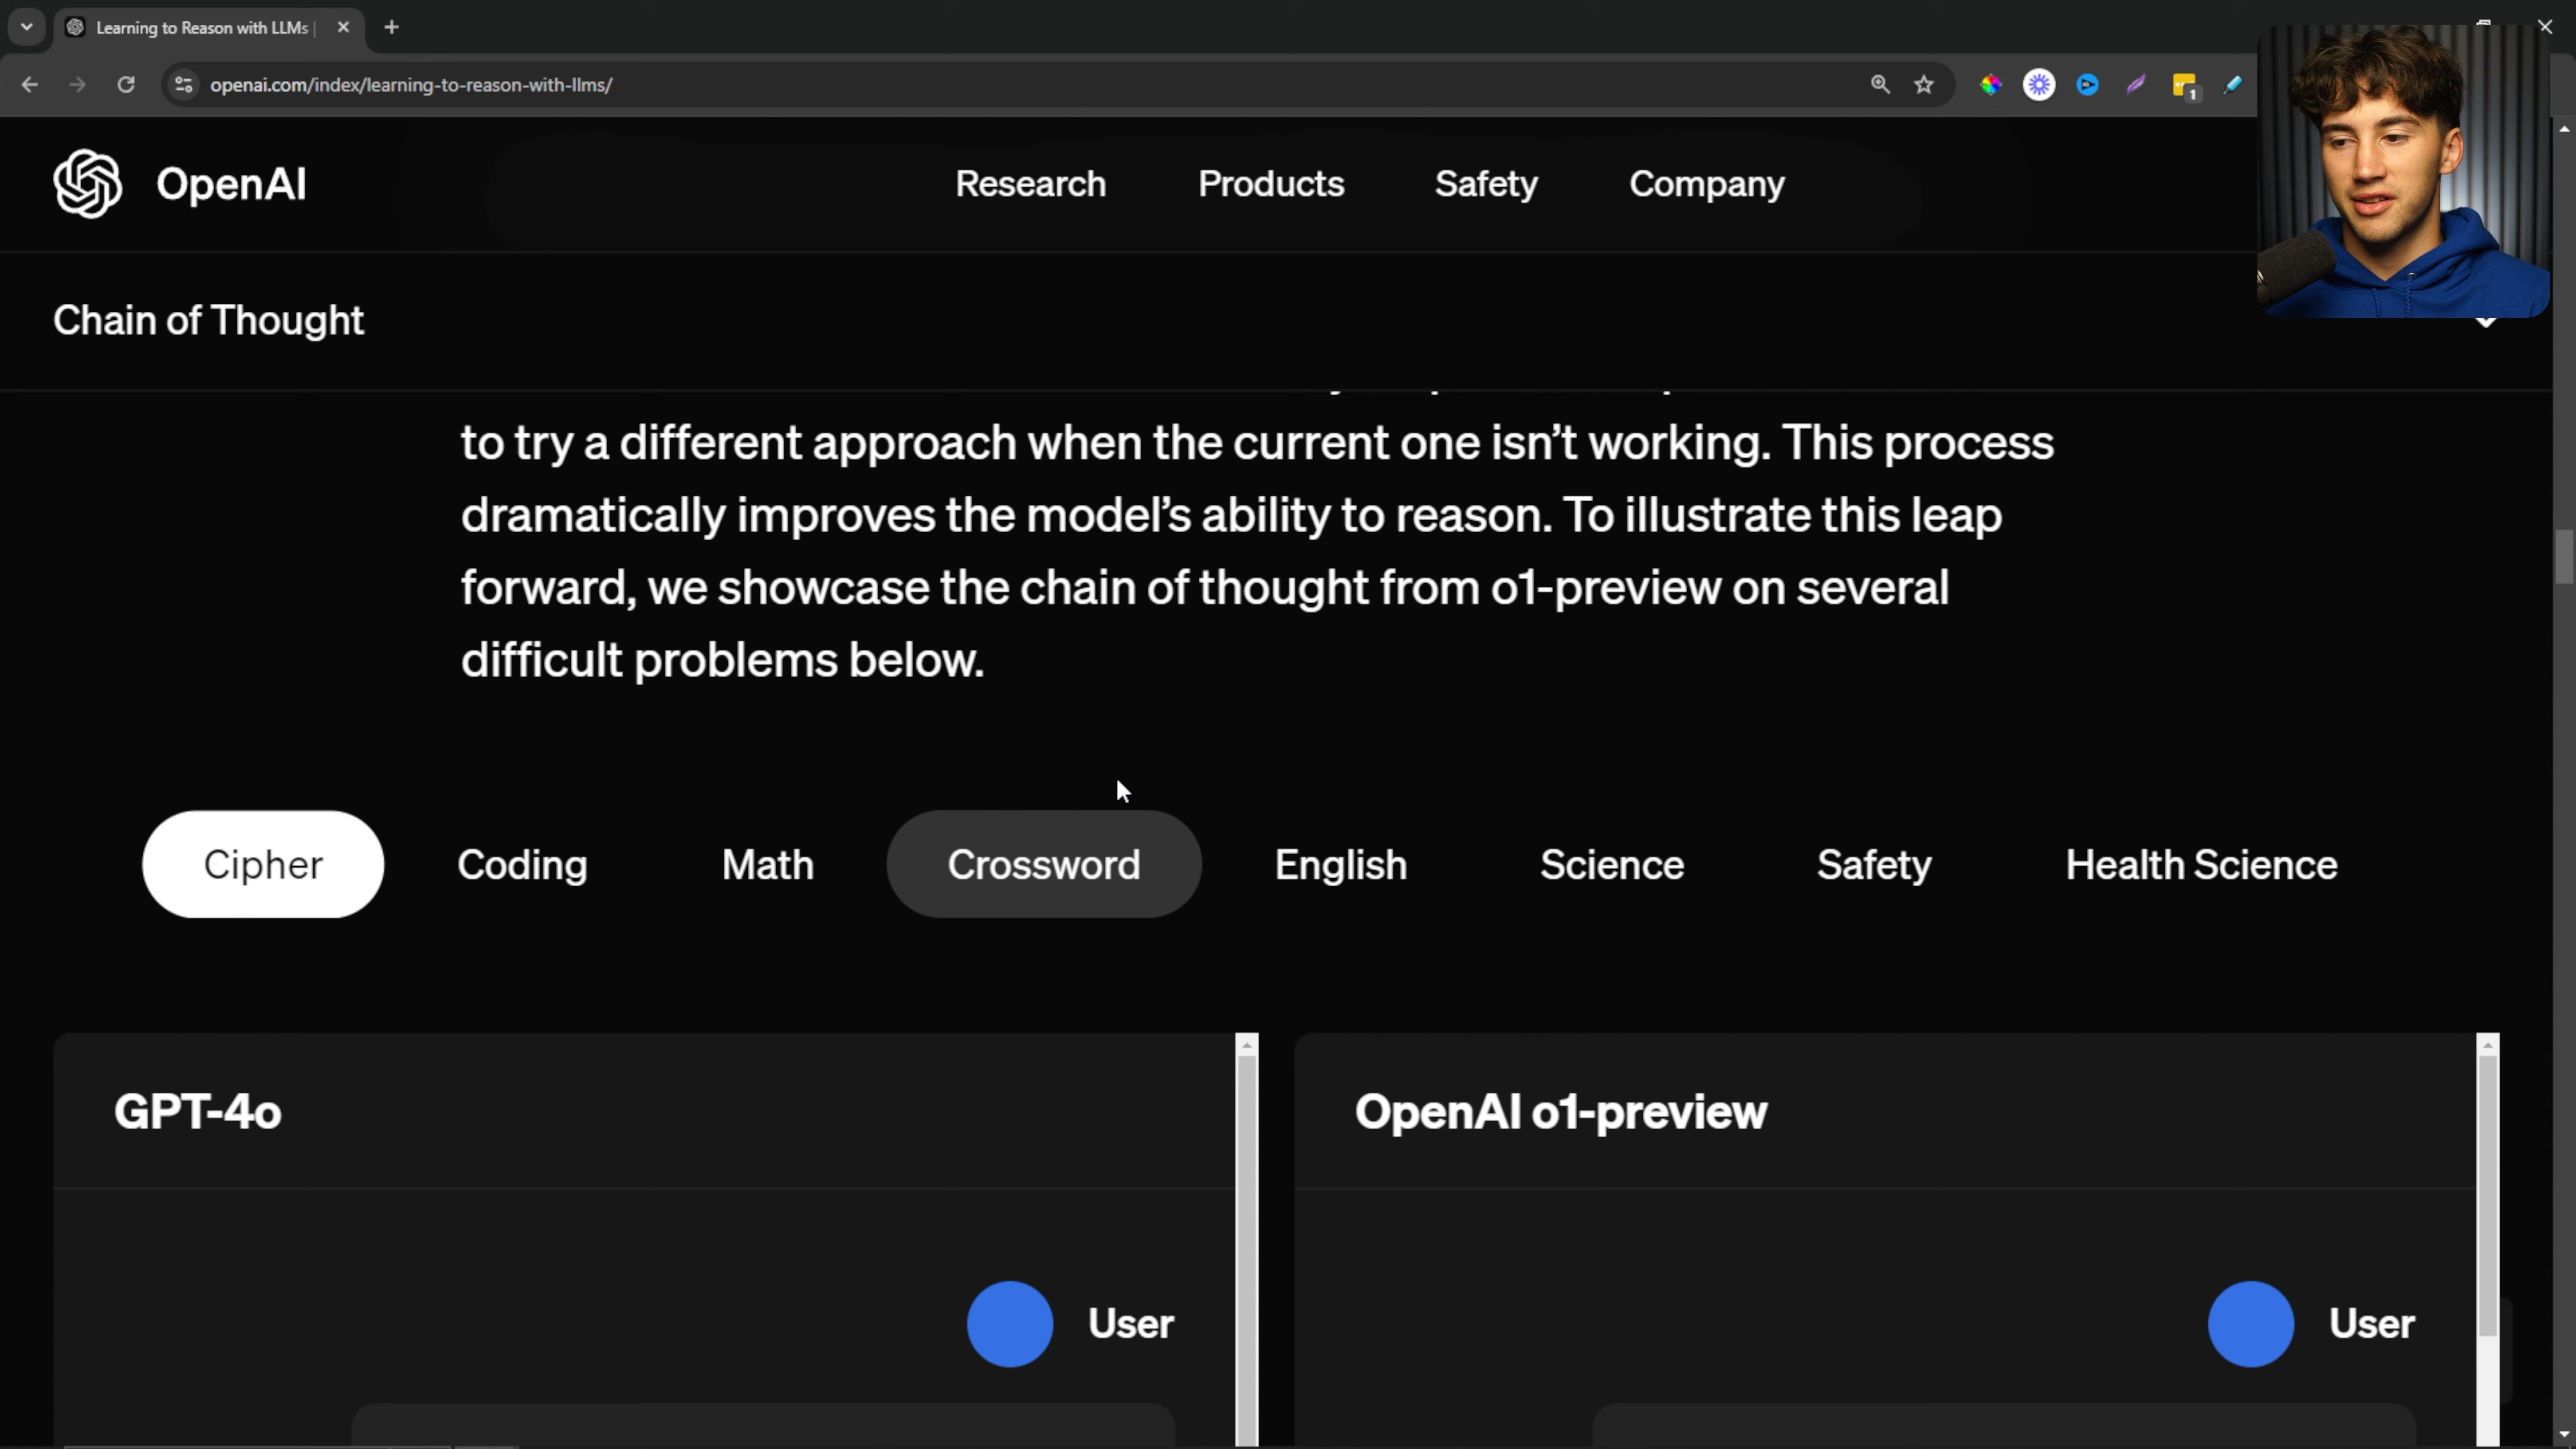 Learning to Reason with LLMs |
openai.com/index/learning-to-reason-with-llms/
1
OpenAI
Research
Products
Safety
Company
Chain of Thought
to try a different approach when the current one isn't working. This process
dramatically improves the model's ability to reason. To illustrate this leap
forward, we showcase the chain of thought from o1-preview on several
difficult problems below.
Cipher
Coding
Math
Crossword
English
Science
Safety
Health Science
GPT-4o
OpenAI o1-preview
User
User